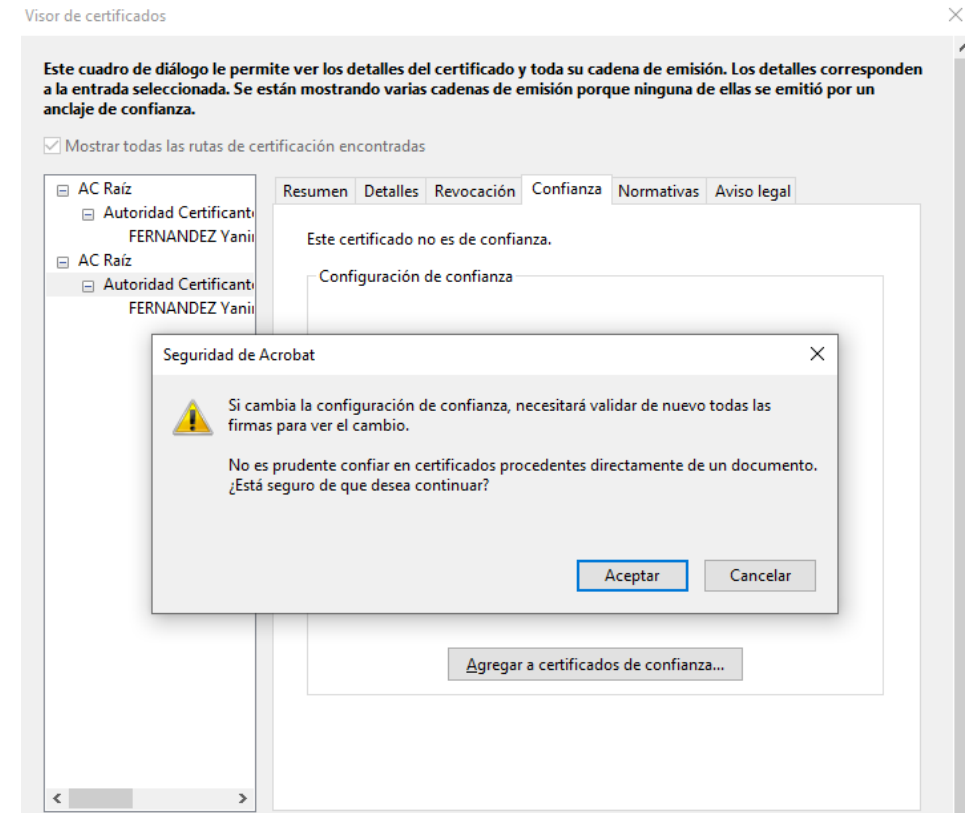 Visor de certificados
Este cuadro de diálogo le permite ver los detalles del certificado y toda su cadena de emisión. Los detalles corresponden
a la entrada seleccionada. Se están mostrando varias cadenas de emisión porque ninguna de ellas se emitió por un
anclaje de confianza.
Mostrar todas las rutas de certificación encontradas
AC Raíz
Autoridad Certificant
FERNANDEZ Yani
AC Raíz
Autoridad Certificant
FERNANDEZ Yani
Resumen Detalles Revocación Confianza Normativas Aviso legal
Este certificado no es de confianza.
Configuración de confianza
Seguridad de Acrobat
Si cambia la configuración de confianza, necesitará validar de nuevo todas las
firmas para ver el cambio.
No es prudente confiar en certificados procedentes directamente de un documento.
¿Está seguro de que desea continuar?
Aceptar Cancelar
Agregar a certificados de confianza...